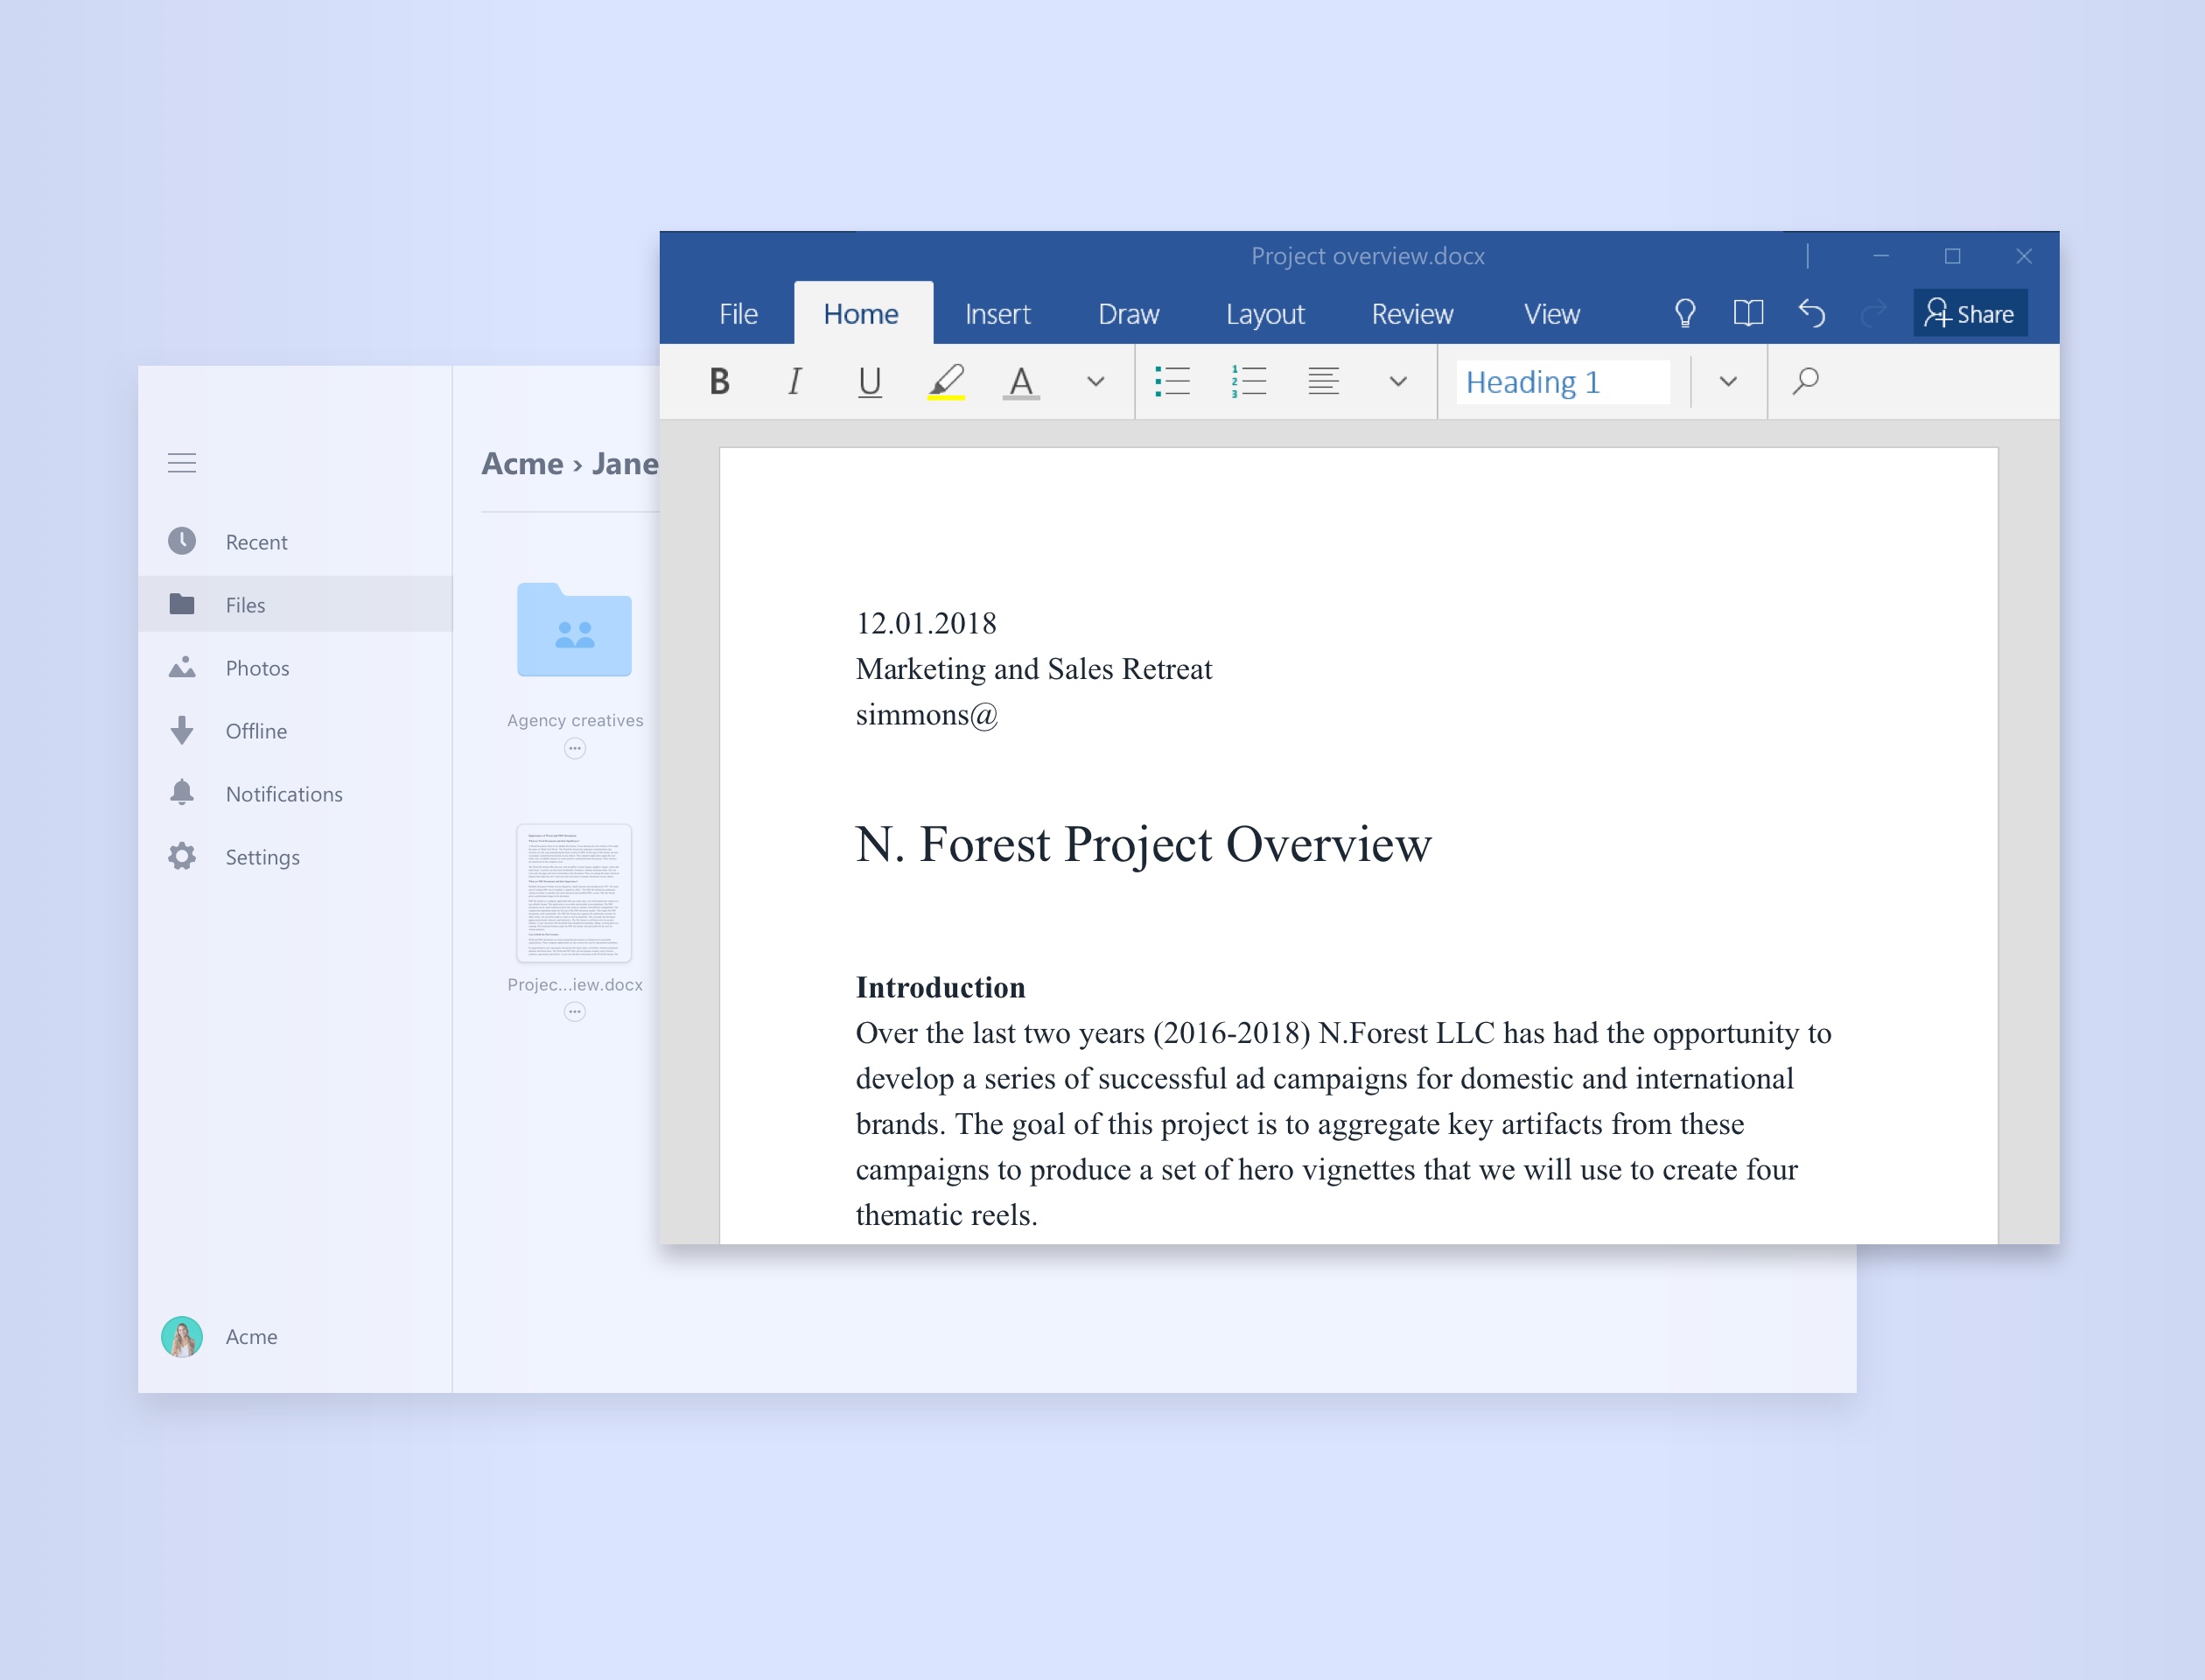 Project overview.docx
File
Home
Insert
Draw
Layout
Review
View
Share
B
I
U
A
1
2
3
Heading 1
Acme › Jane
Recent
Files
Photos
Offline
Notifications
Settings
Acme
Agency creatives
Projec...iew.docx
12.01.2018
Marketing and Sales Retreat
simmons@
N. Forest Project Overview
Introduction
Over the last two years (2016-2018) N.Forest LLC has had the opportunity to
develop a series of successful ad campaigns for domestic and international
brands. The goal of this project is to aggregate key artifacts from these
campaigns to produce a set of hero vignettes that we will use to create four
thematic reels.